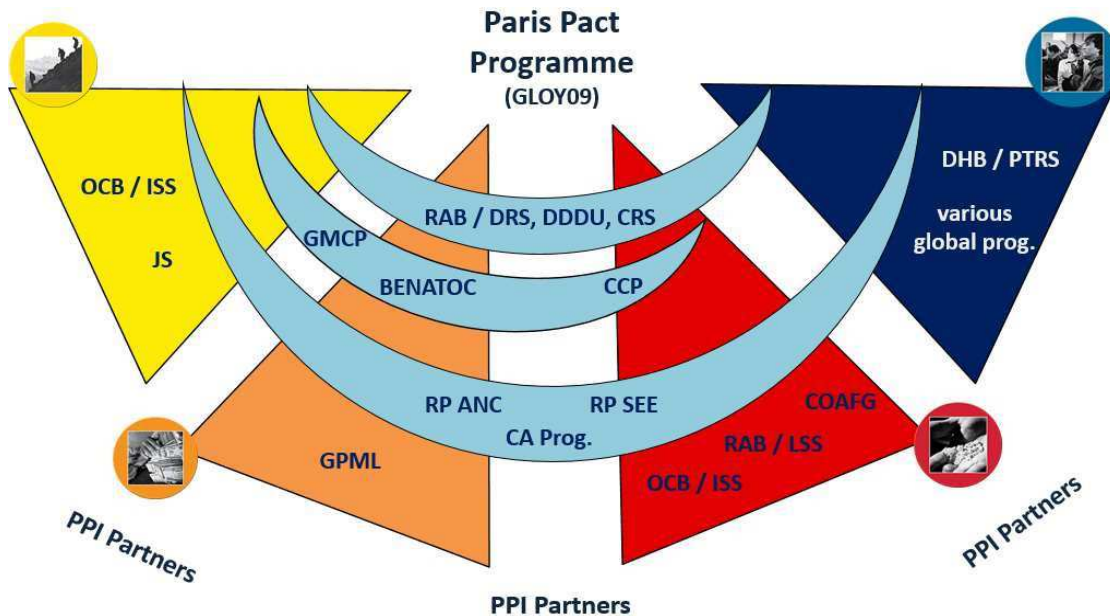 Paris Pact
Programme
(GLOY09)
OCB / ISS
JS
DHB / PTRS
various
global prog.
RAB / DRS, DDDU, CRS
GMCP
BENATOC
CCP
RP ANC
RP SEE
CA Prog.
COAFG
RAB / LSS
OCB / ISS
GPML
PPI Partners
PPI Partners
PPI Partners